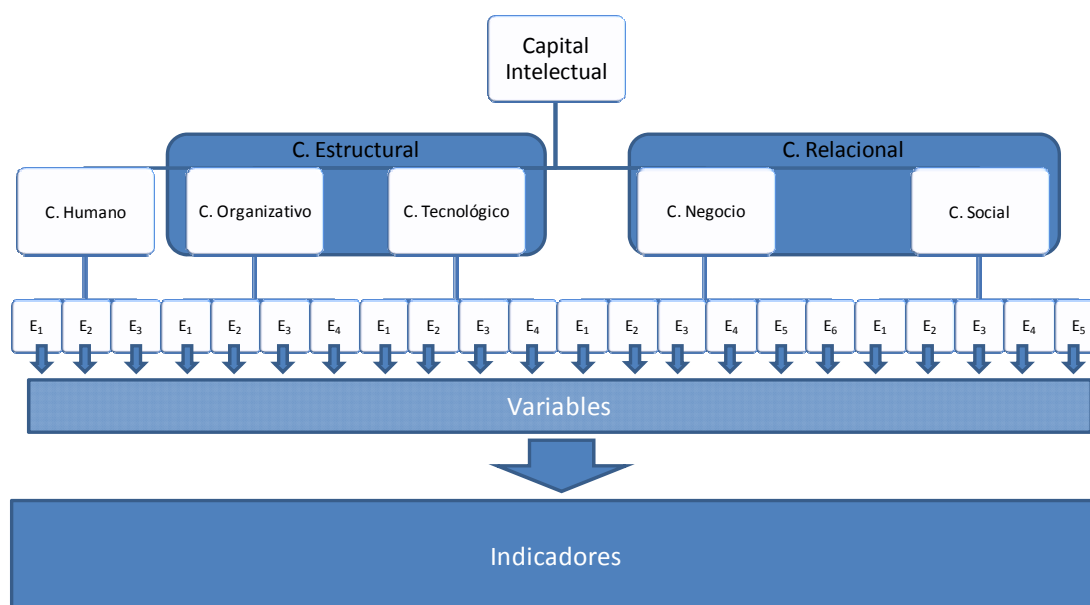 Capital
Intelectual
C. Estructural
C. Relacional
C. Humano
C. Organizativo
C. Tecnológico
C. Negocio
C. Social
E₁ E₂ E₃ E₁ E₂ E₃ E₄ E₁ E₂ E₃ E₄ E₁ E₂ E₃ E₄ E₅ E₆ E₁ E₂ E₃ E₄ E₅
Variables
Indicadores